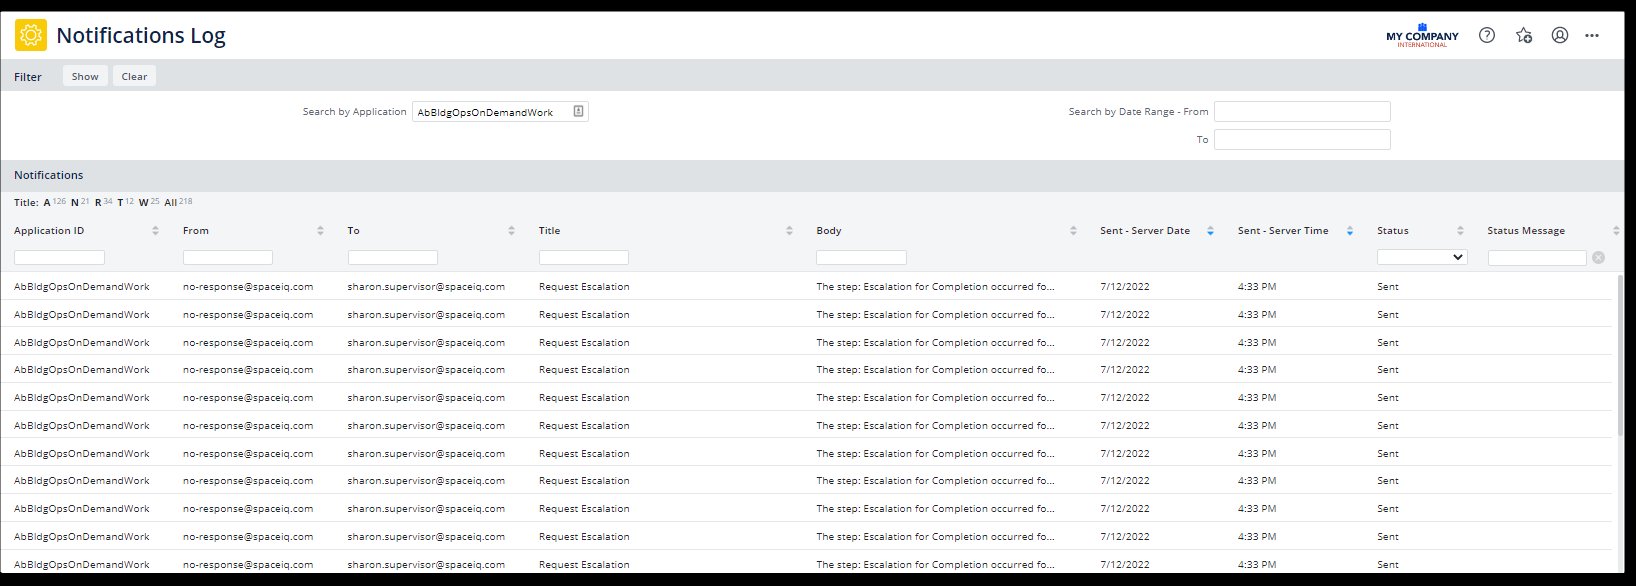 Notifications Log
MY COMPANY
INTERNATIONAL
Filter Show Clear
Search by Application AbBldgOpsOnDemandWork Search by Date Range - From
To
Notifications
Title: A 126 N 21 R 34 T 12 W 25 All 218
Application ID From To Title Body Sent - Server Date Sent - Server Time Status Status Message
AbBldgOpsOnDemandWork no-response@spaceiq.com sharon.supervisor@spaceiq.com Request Escalation The step: Escalation for Completion occurred fo... 7/12/2022 4:33 PM Sent
AbBldgOpsOnDemandWork no-response@spaceiq.com sharon.supervisor@spaceiq.com Request Escalation The step: Escalation for Completion occurred fo... 7/12/2022 4:33 PM Sent
AbBldgOpsOnDemandWork no-response@spaceiq.com sharon.supervisor@spaceiq.com Request Escalation The step: Escalation for Completion occurred fo... 7/12/2022 4:33 PM Sent
AbBldgOpsOnDemandWork no-response@spaceiq.com sharon.supervisor@spaceiq.com Request Escalation The step: Escalation for Completion occurred fo... 7/12/2022 4:33 PM Sent
AbBldgOpsOnDemandWork no-response@spaceiq.com sharon.supervisor@spaceiq.com Request Escalation The step: Escalation for Completion occurred fo... 7/12/2022 4:33 PM Sent
AbBldgOpsOnDemandWork no-response@spaceiq.com sharon.supervisor@spaceiq.com Request Escalation The step: Escalation for Completion occurred fo... 7/12/2022 4:33 PM Sent
AbBldgOpsOnDemandWork no-response@spaceiq.com sharon.supervisor@spaceiq.com Request Escalation The step: Escalation for Completion occurred fo... 7/12/2022 4:33 PM Sent
AbBldgOpsOnDemandWork no-response@spaceiq.com sharon.supervisor@spaceiq.com Request Escalation The step: Escalation for Completion occurred fo... 7/12/2022 4:33 PM Sent
AbBldgOpsOnDemandWork no-response@spaceiq.com sharon.supervisor@spaceiq.com Request Escalation The step: Escalation for Completion occurred fo... 7/12/2022 4:33 PM Sent
AbBldgOpsOnDemandWork no-response@spaceiq.com sharon.supervisor@spaceiq.com Request Escalation The step: Escalation for Completion occurred fo... 7/12/2022 4:33 PM Sent
AbBldgOpsOnDemandWork no-response@spaceiq.com sharon.supervisor@spaceiq.com Request Escalation The step: Escalation for Completion occurred fo... 7/12/2022 4:33 PM Sent